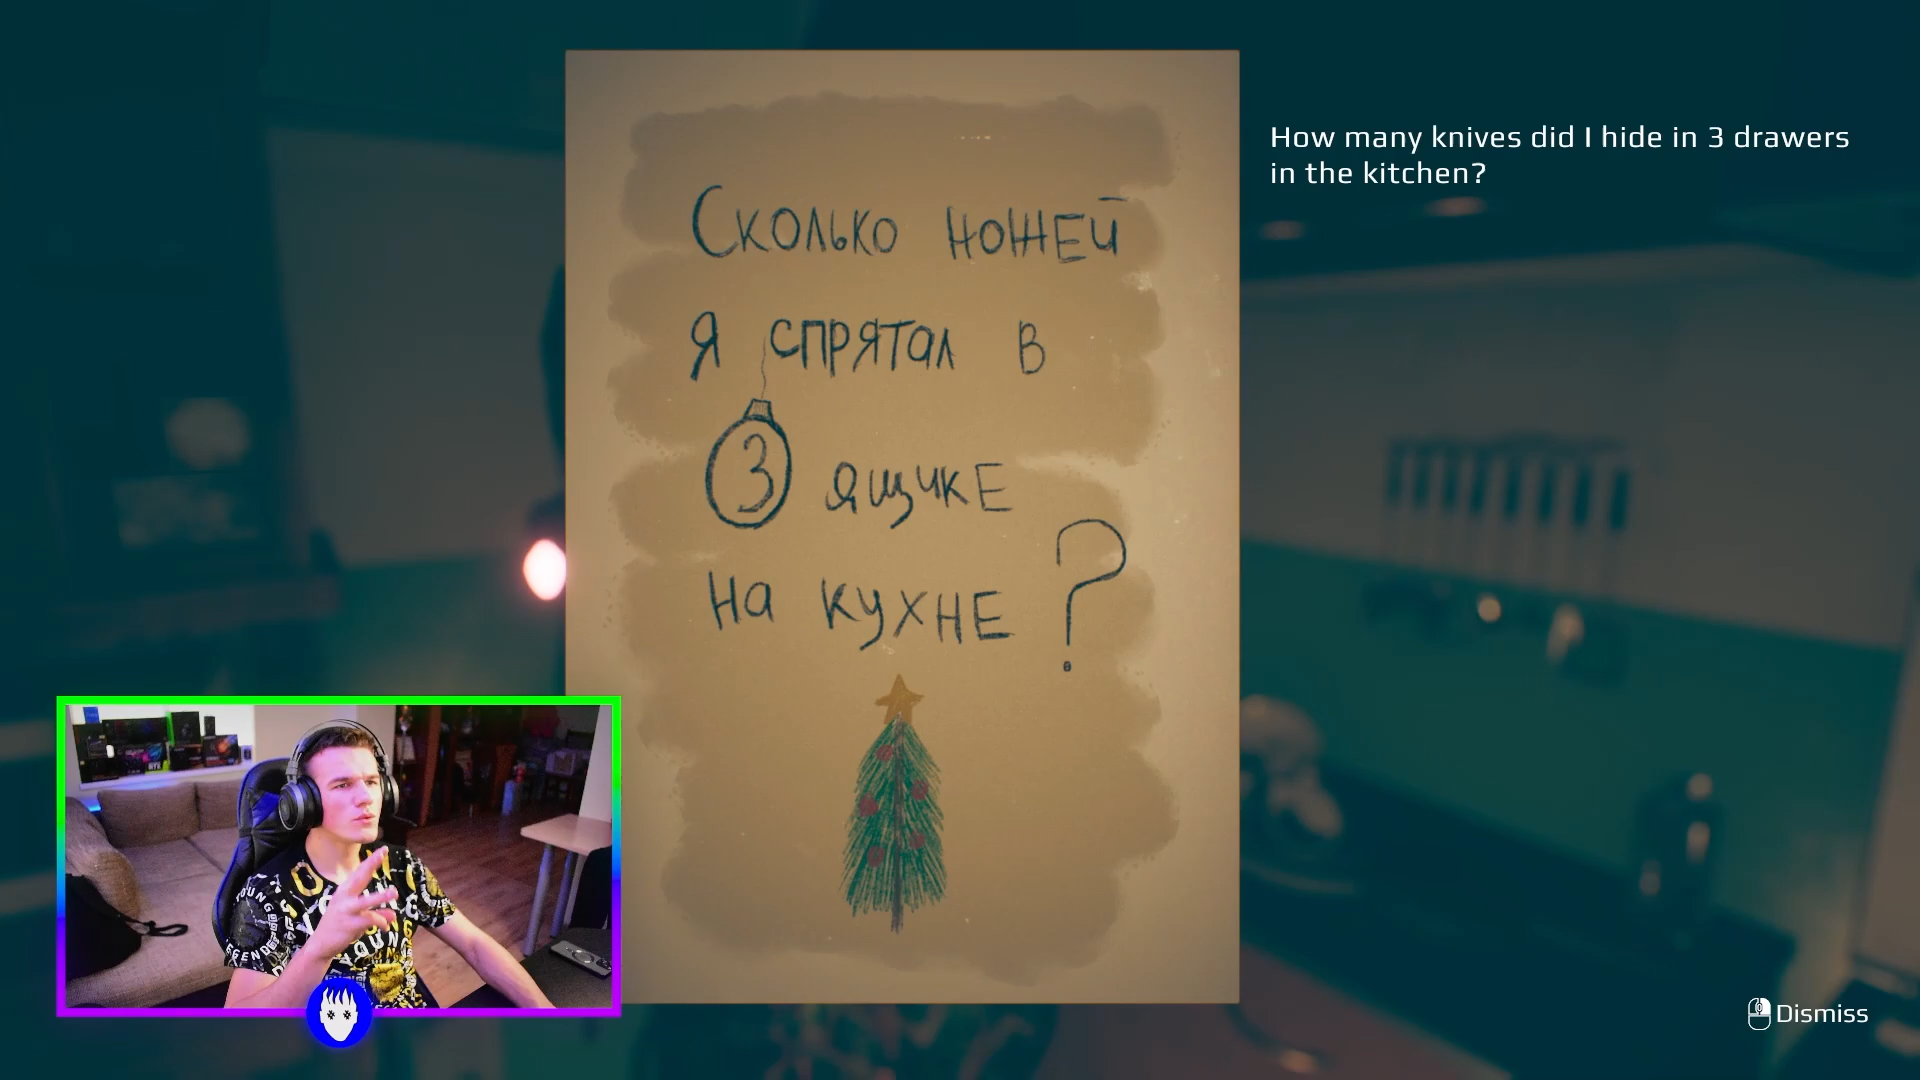 How many knives did I hide in 3 drawers
in the kitchen?
Сколько ножей
Я спрятал в
3 ящике
на кухне?
Dismiss